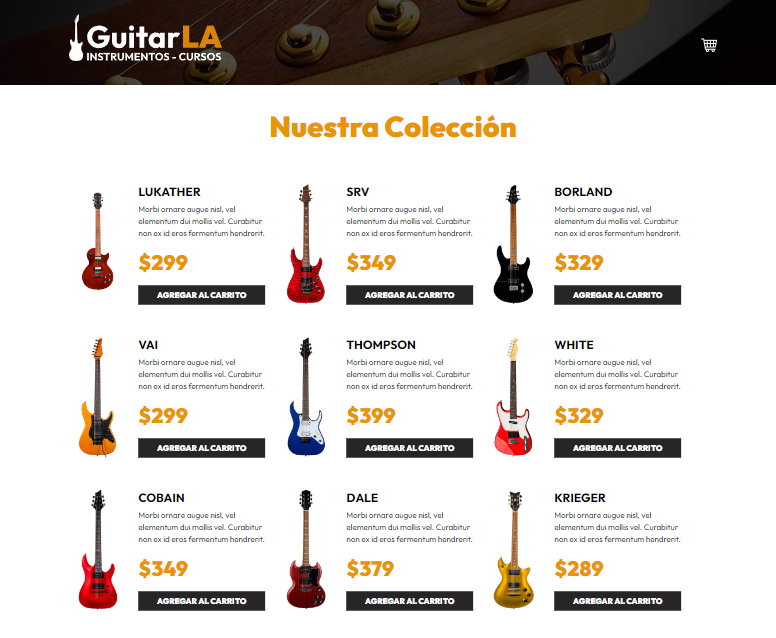 GuitarLA
INSTRUMENTOS - CURSOS
Nuestra Colección
LUKATHER
Morbi ornare augue nisl, vel
elementum dui mollis vel. Curabitur
non ex id eros fermentum hendrerit.
$299
AGREGAR AL CARRITO
SRV
Morbi ornare augue nisl, vel
elementum dui mollis vel. Curabitur
non ex id eros fermentum hendrerit.
$349
AGREGAR AL CARRITO
BORLAND
Morbi ornare augue nisl, vel
elementum dui mollis vel. Curabitur
non ex id eros fermentum hendrerit.
$329
AGREGAR AL CARRITO
VAI
Morbi ornare augue nisl, vel
elementum dui mollis vel. Curabitur
non ex id eros fermentum hendrerit.
$299
AGREGAR AL CARRITO
THOMPSON
Morbi ornare augue nisl, vel
elementum dui mollis vel. Curabitur
non ex id eros fermentum hendrerit.
$399
AGREGAR AL CARRITO
WHITE
Morbi ornare augue nisl, vel
elementum dui mollis vel. Curabitur
non ex id eros fermentum hendrerit.
$329
AGREGAR AL CARRITO
COBAIN
Morbi ornare augue nisl, vel
elementum dui mollis vel. Curabitur
non ex id eros fermentum hendrerit.
$349
AGREGAR AL CARRITO
DALE
Morbi ornare augue nisl, vel
elementum dui mollis vel. Curabitur
non ex id eros fermentum hendrerit.
$379
AGREGAR AL CARRITO
KRIEGER
Morbi ornare augue nisl, vel
elementum dui mollis vel. Curabitur
non ex id eros fermentum hendrerit.
$289
AGREGAR AL CARRITO